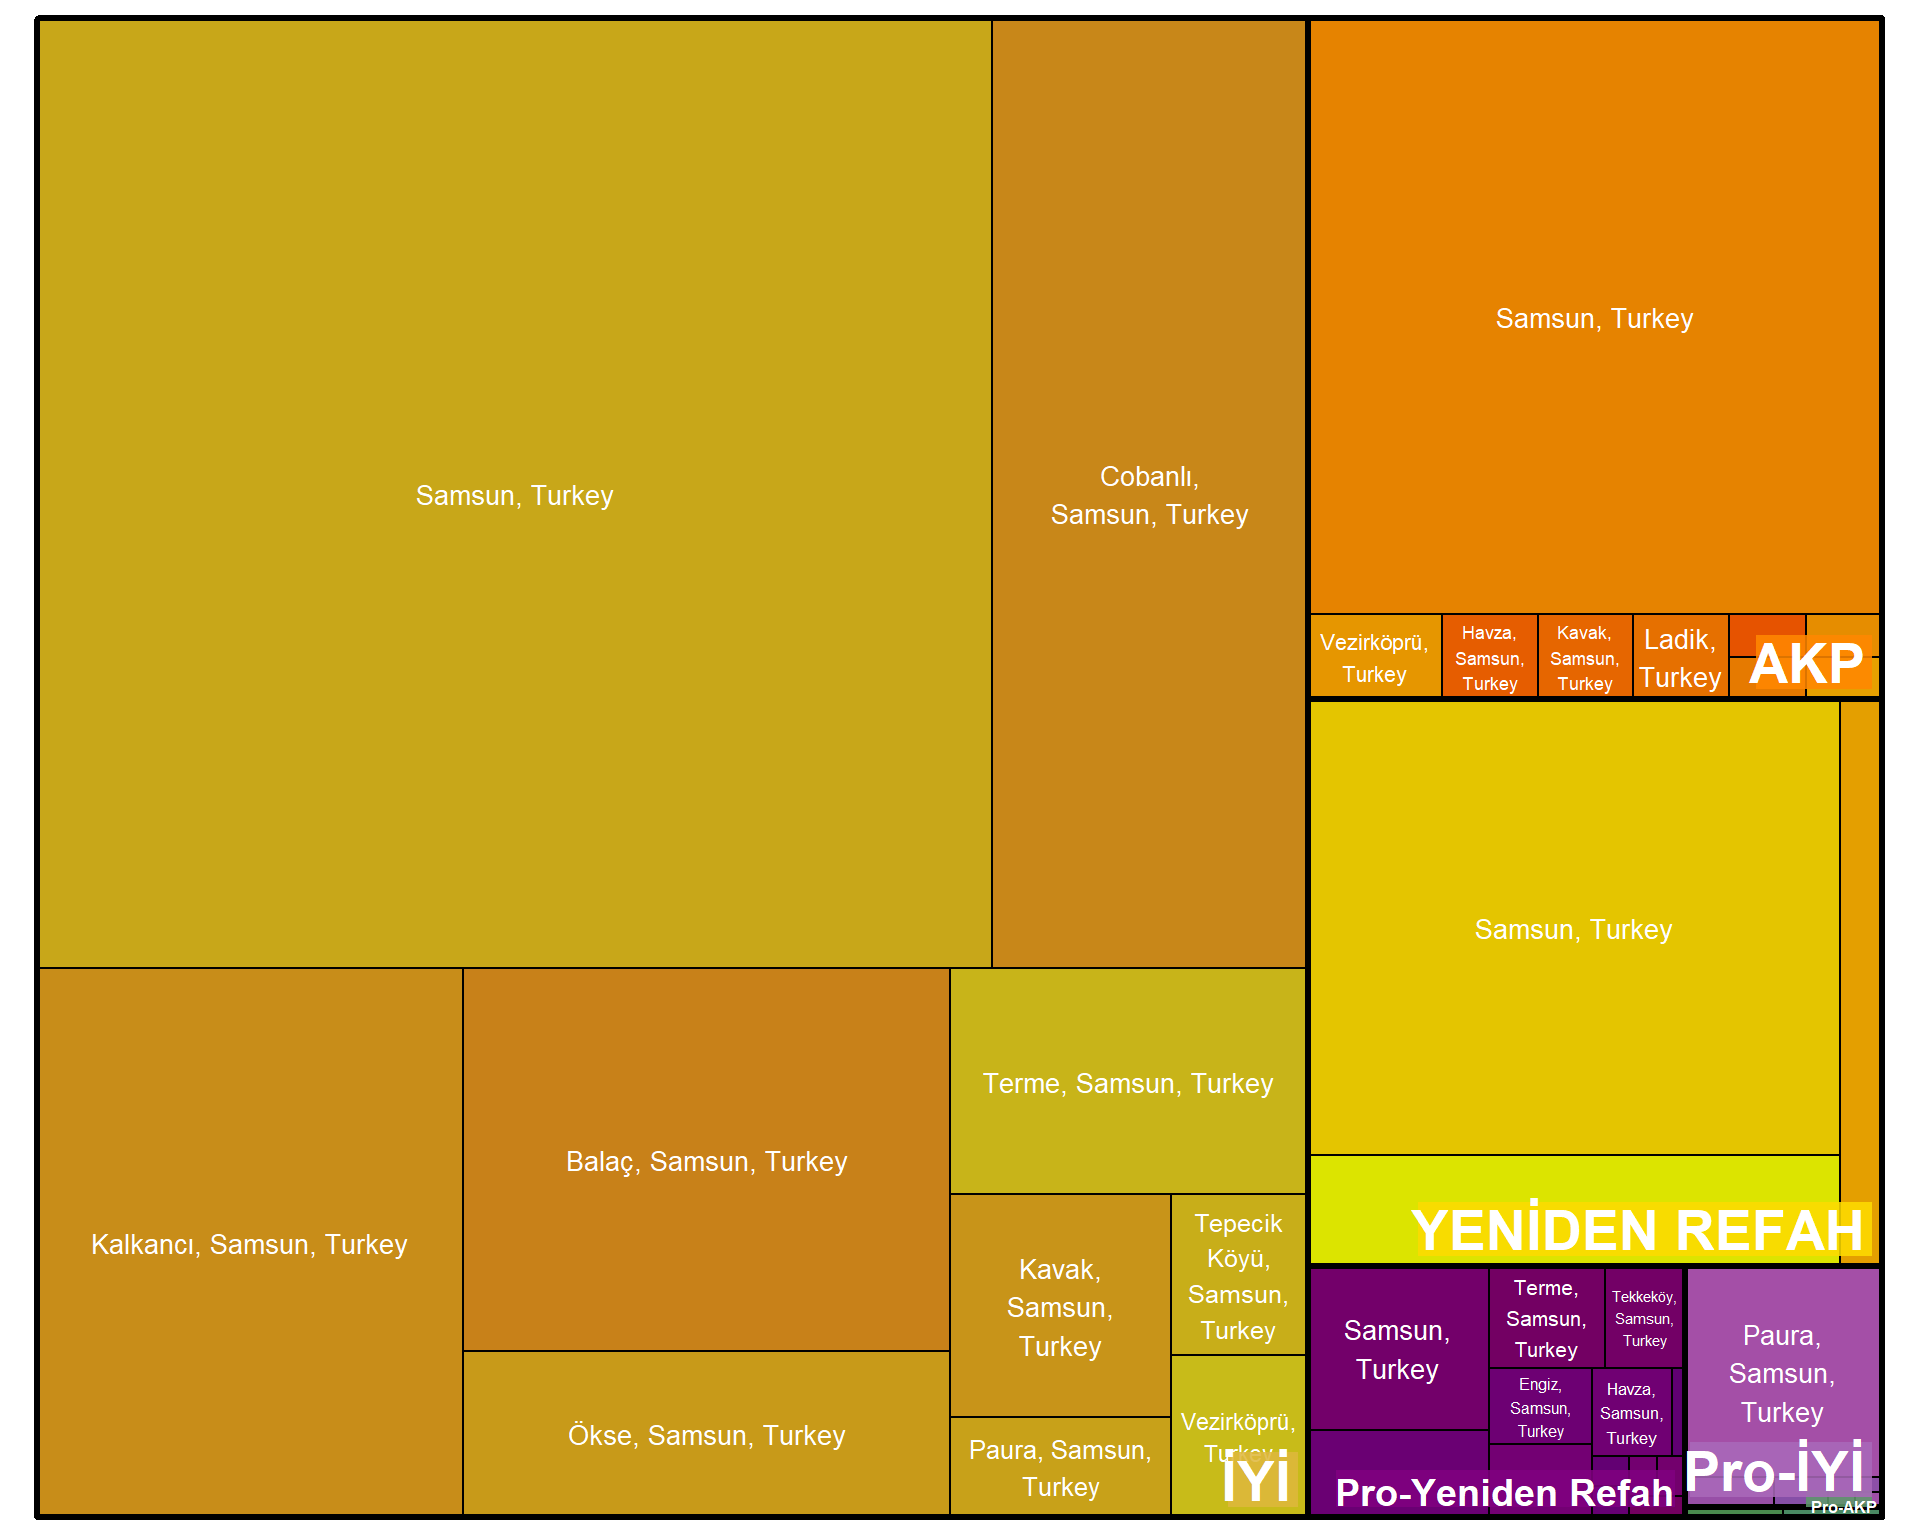 Samsun, Turkey
Cobanlı,
Samsun, Turkey
Kalkancı, Samsun, Turkey
Balaç, Samsun, Turkey
Ökse, Samsun, Turkey
Terme, Samsun, Turkey
Kavak,
Samsun,
Turkey
Tepecik
Köyü,
Samsun,
Turkey
Paura, Samsun,
Turkey
Vezirköprü,
Turkey
İYİ
Samsun, Turkey
Vezirköprü,
Turkey
Havza,
Samsun,
Turkey
Kavak,
Samsun,
Turkey
Ladik,
Turkey
AKP
Samsun, Turkey
YENİDEN REFAH
Samsun,
Turkey
Terme,
Samsun,
Turkey
Tekkeköy,
Samsun,
Turkey
Engiz,
Samsun,
Turkey
Havza,
Samsun,
Turkey
Pro-Yeniden Refah
Paura,
Samsun,
Turkey
Pro-İYİ
Pro-AKP